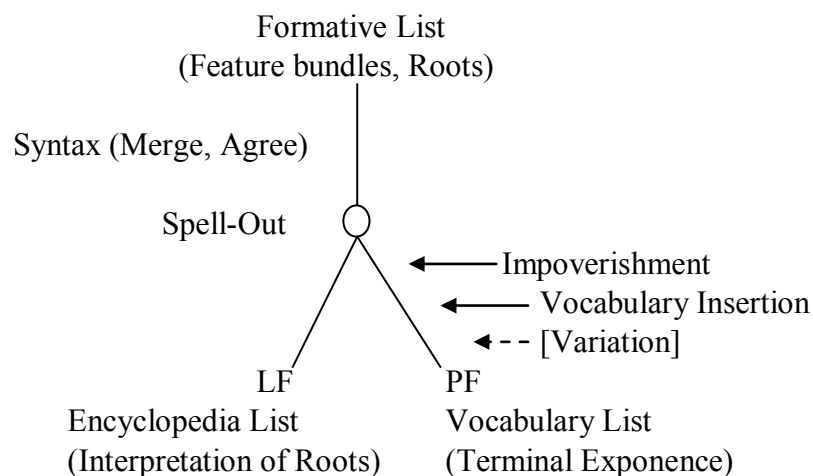 Formative List
(Feature bundles, Roots)
Syntax (Merge, Agree)
Spell-Out
Impoverishment
Vocabulary Insertion
[Variation]
LF
PF
Encyclopedia List
(Interpretation of Roots)
Vocabulary List
(Terminal Exponence)